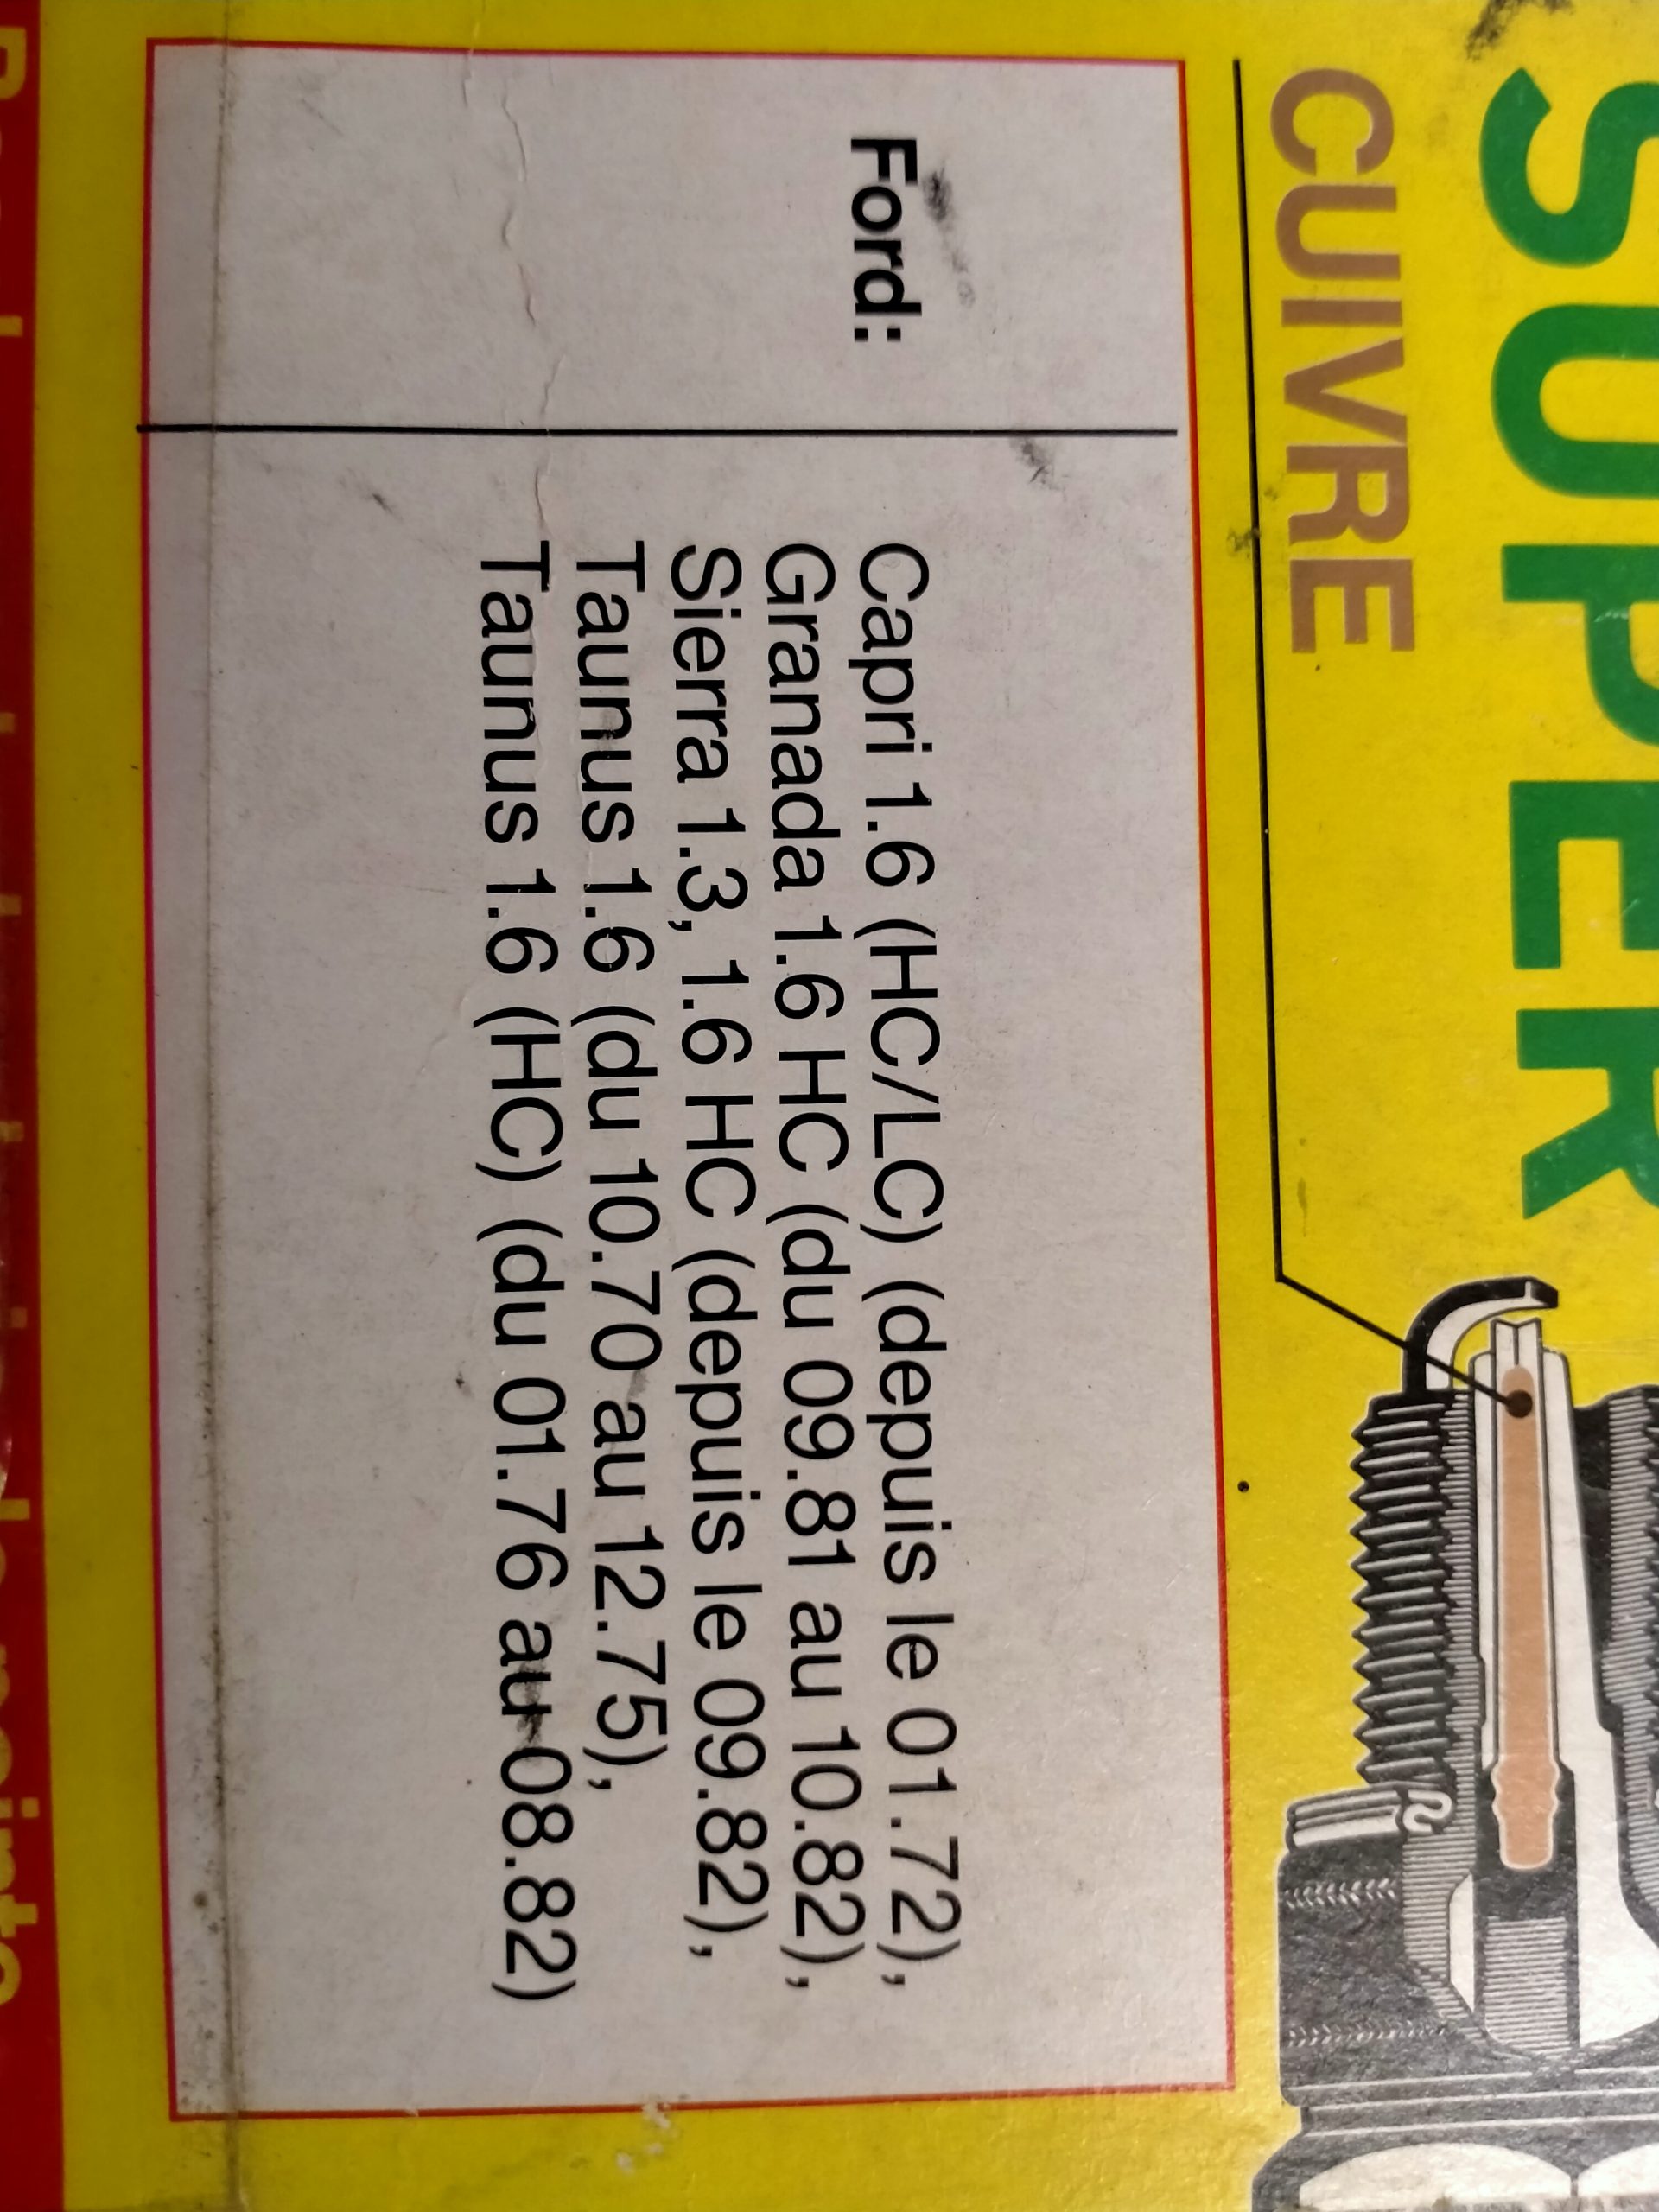 SUPER
CUIVRE
Ford:
Capri 1.6 (HC/LC) (depuis le 01.72),
Granada 1.6 HC (du 09.81 au 10.82),
Sierra 1.3, 1.6 HC (depuis le 09.82),
Taunus 1.6 (du 10.70 au 12.75),
Taunus 1.6 (HC) (du 01.76 au 08.82)